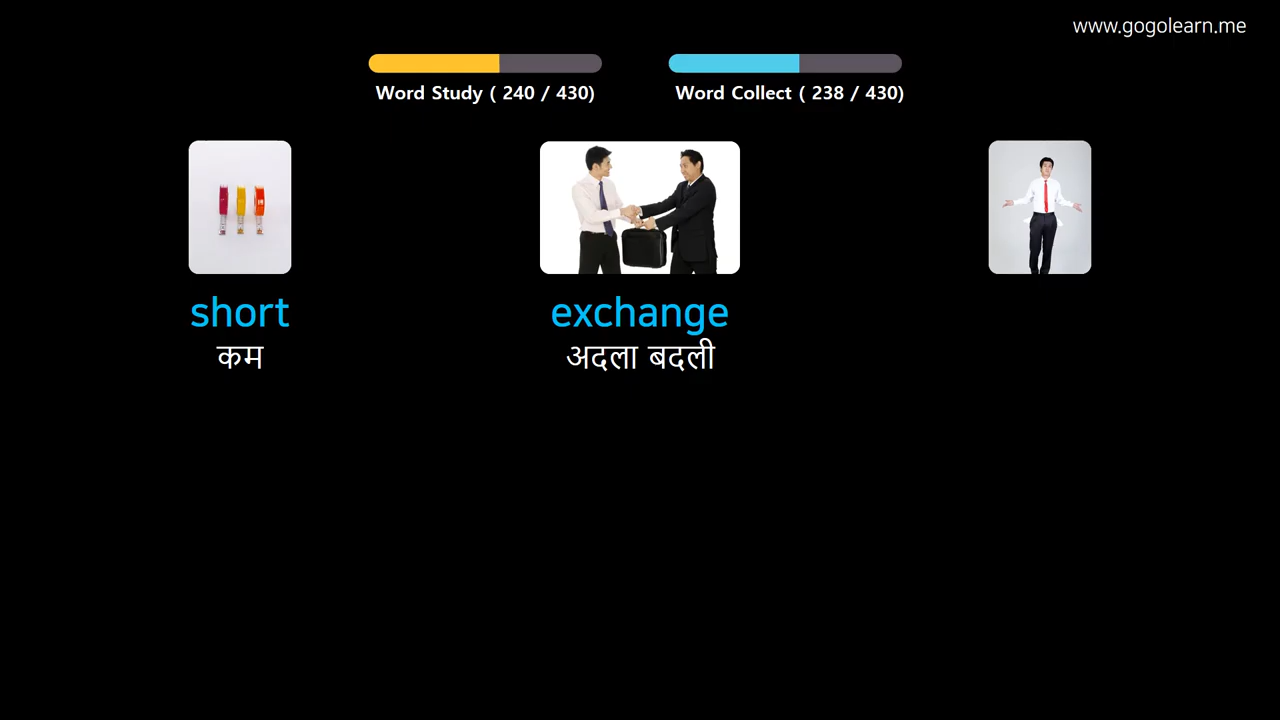 www.gogolearn.me
Word Study ( 240 / 430)
Word Collect ( 238 / 430)
short
exchange
कम
अदला बदली